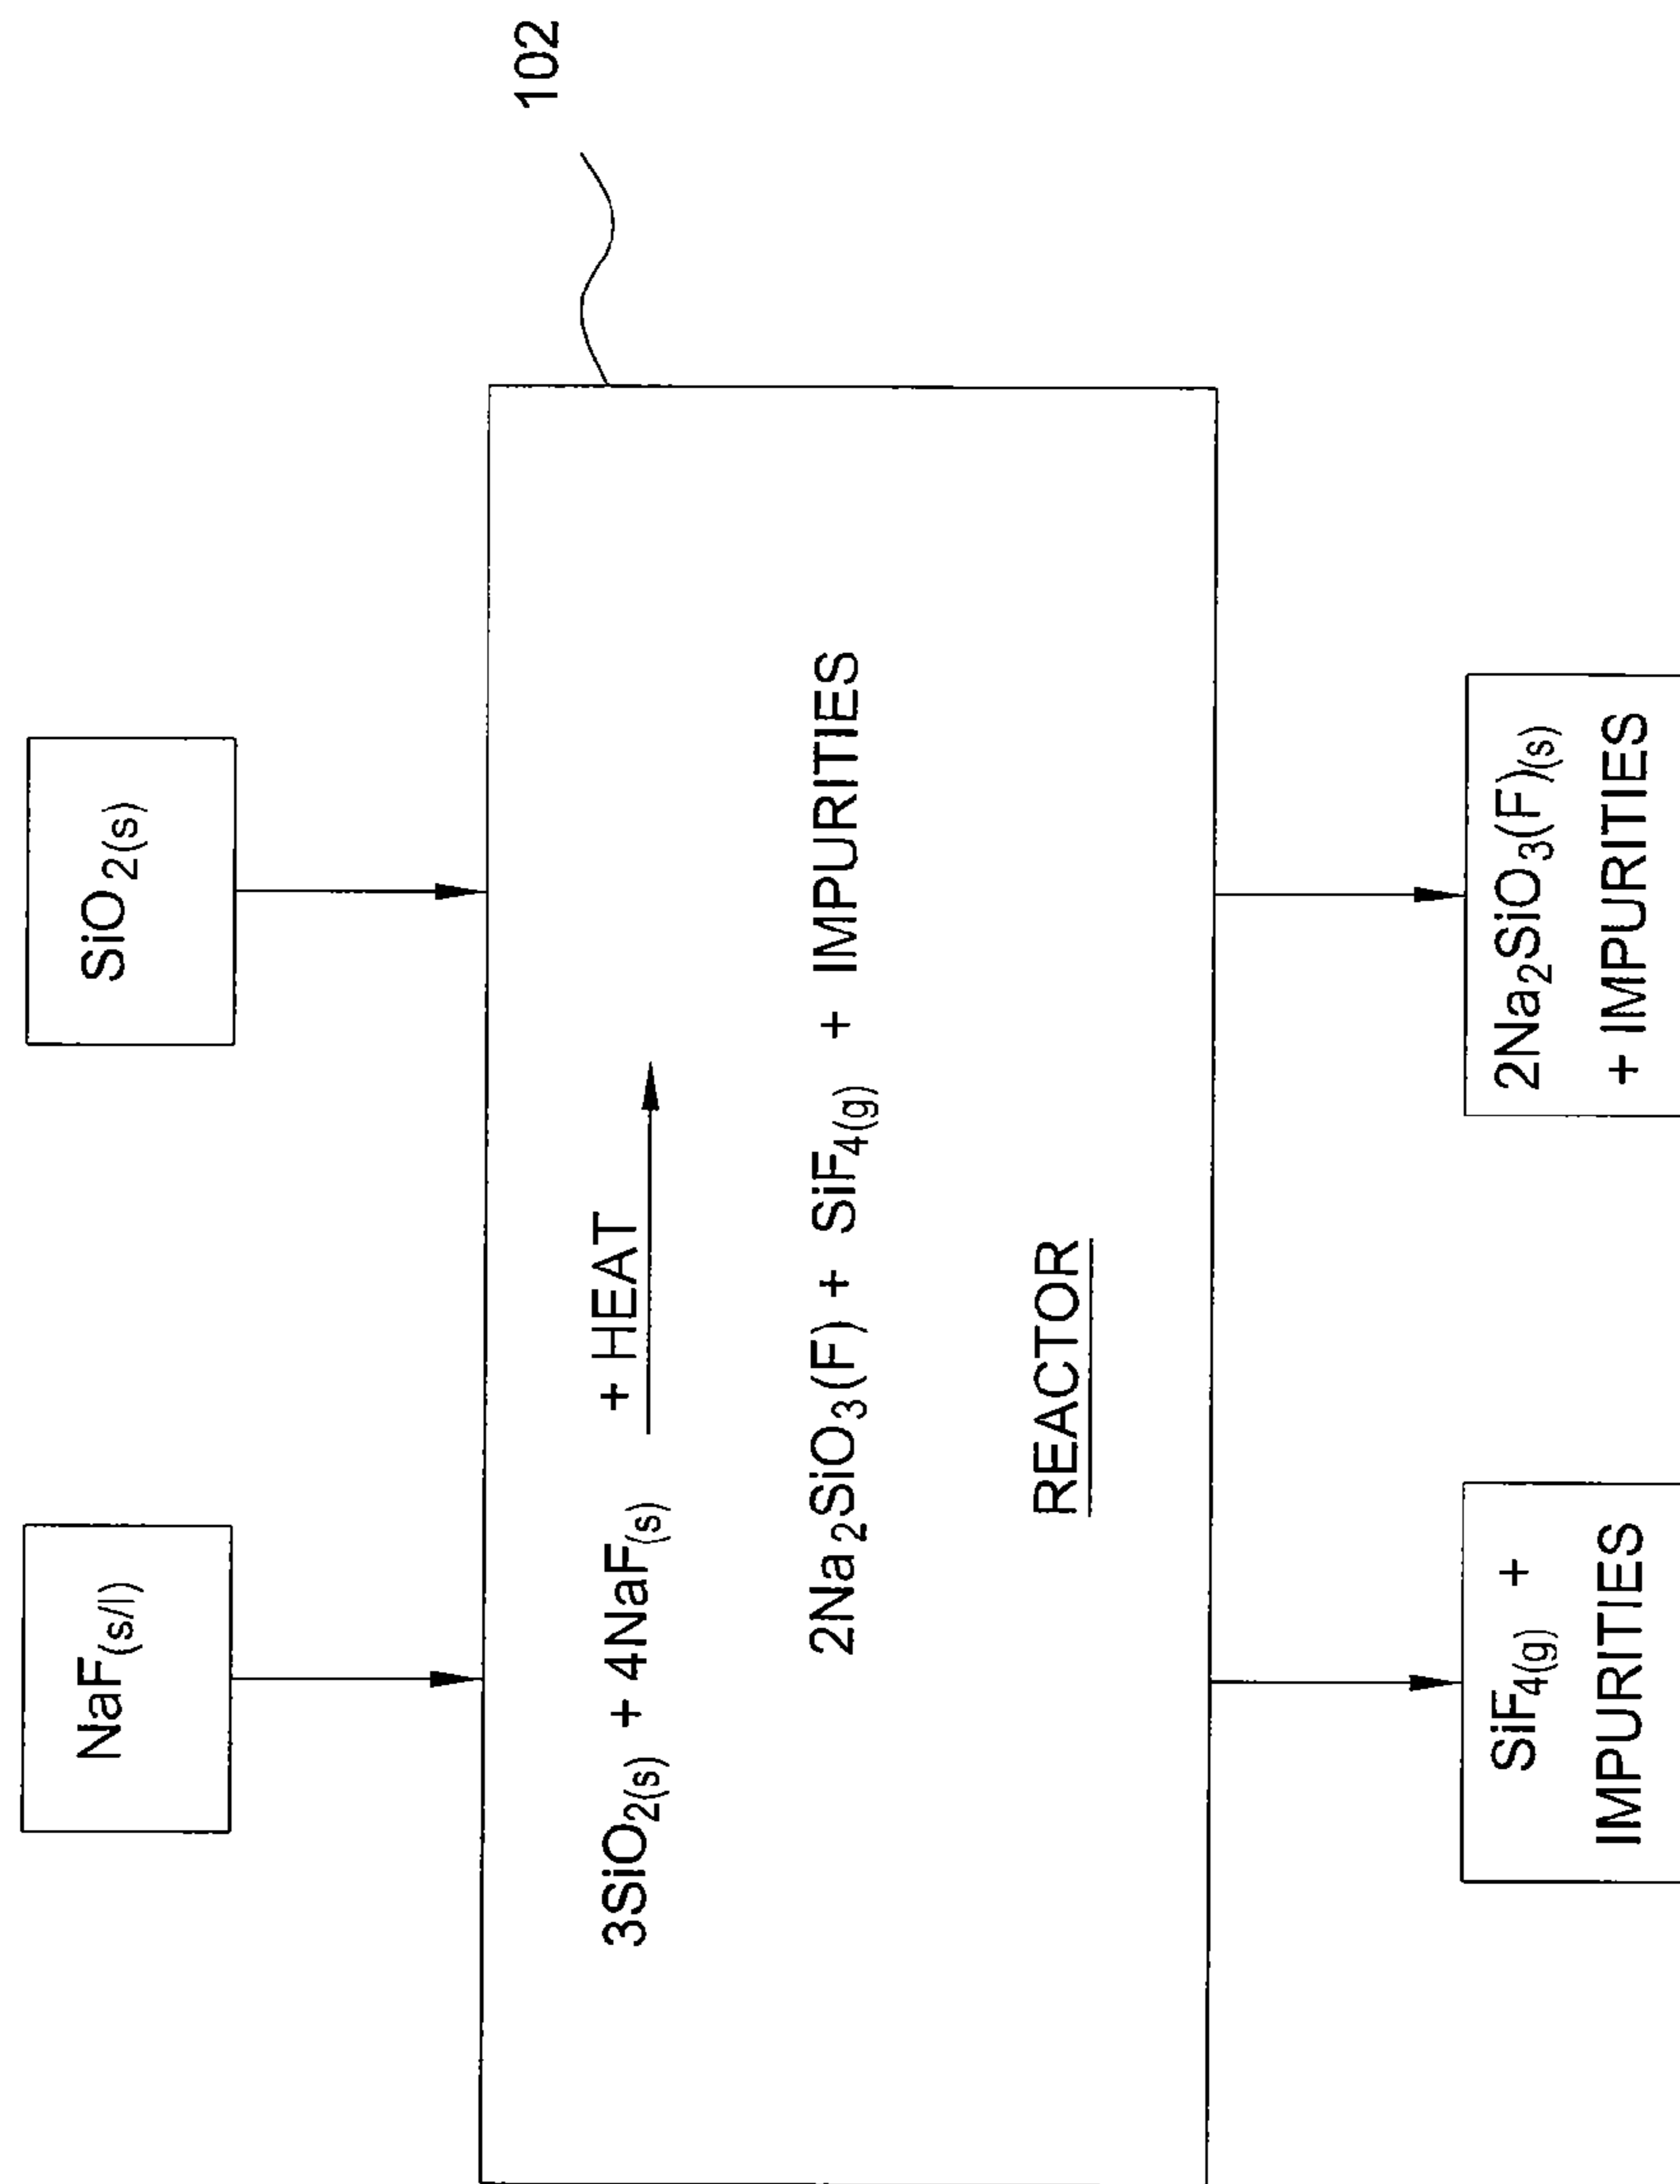 NaF(s/l)
SiO2(s)
102
3SiO2(s) + 4NaF(s) + HEAT
2Na2SiO3(F) + SiF4(g) + IMPURITIES
REACTOR
SiF4(g) +
IMPURITIES
2Na2SiO3(F)(s)
+ IMPURITIES